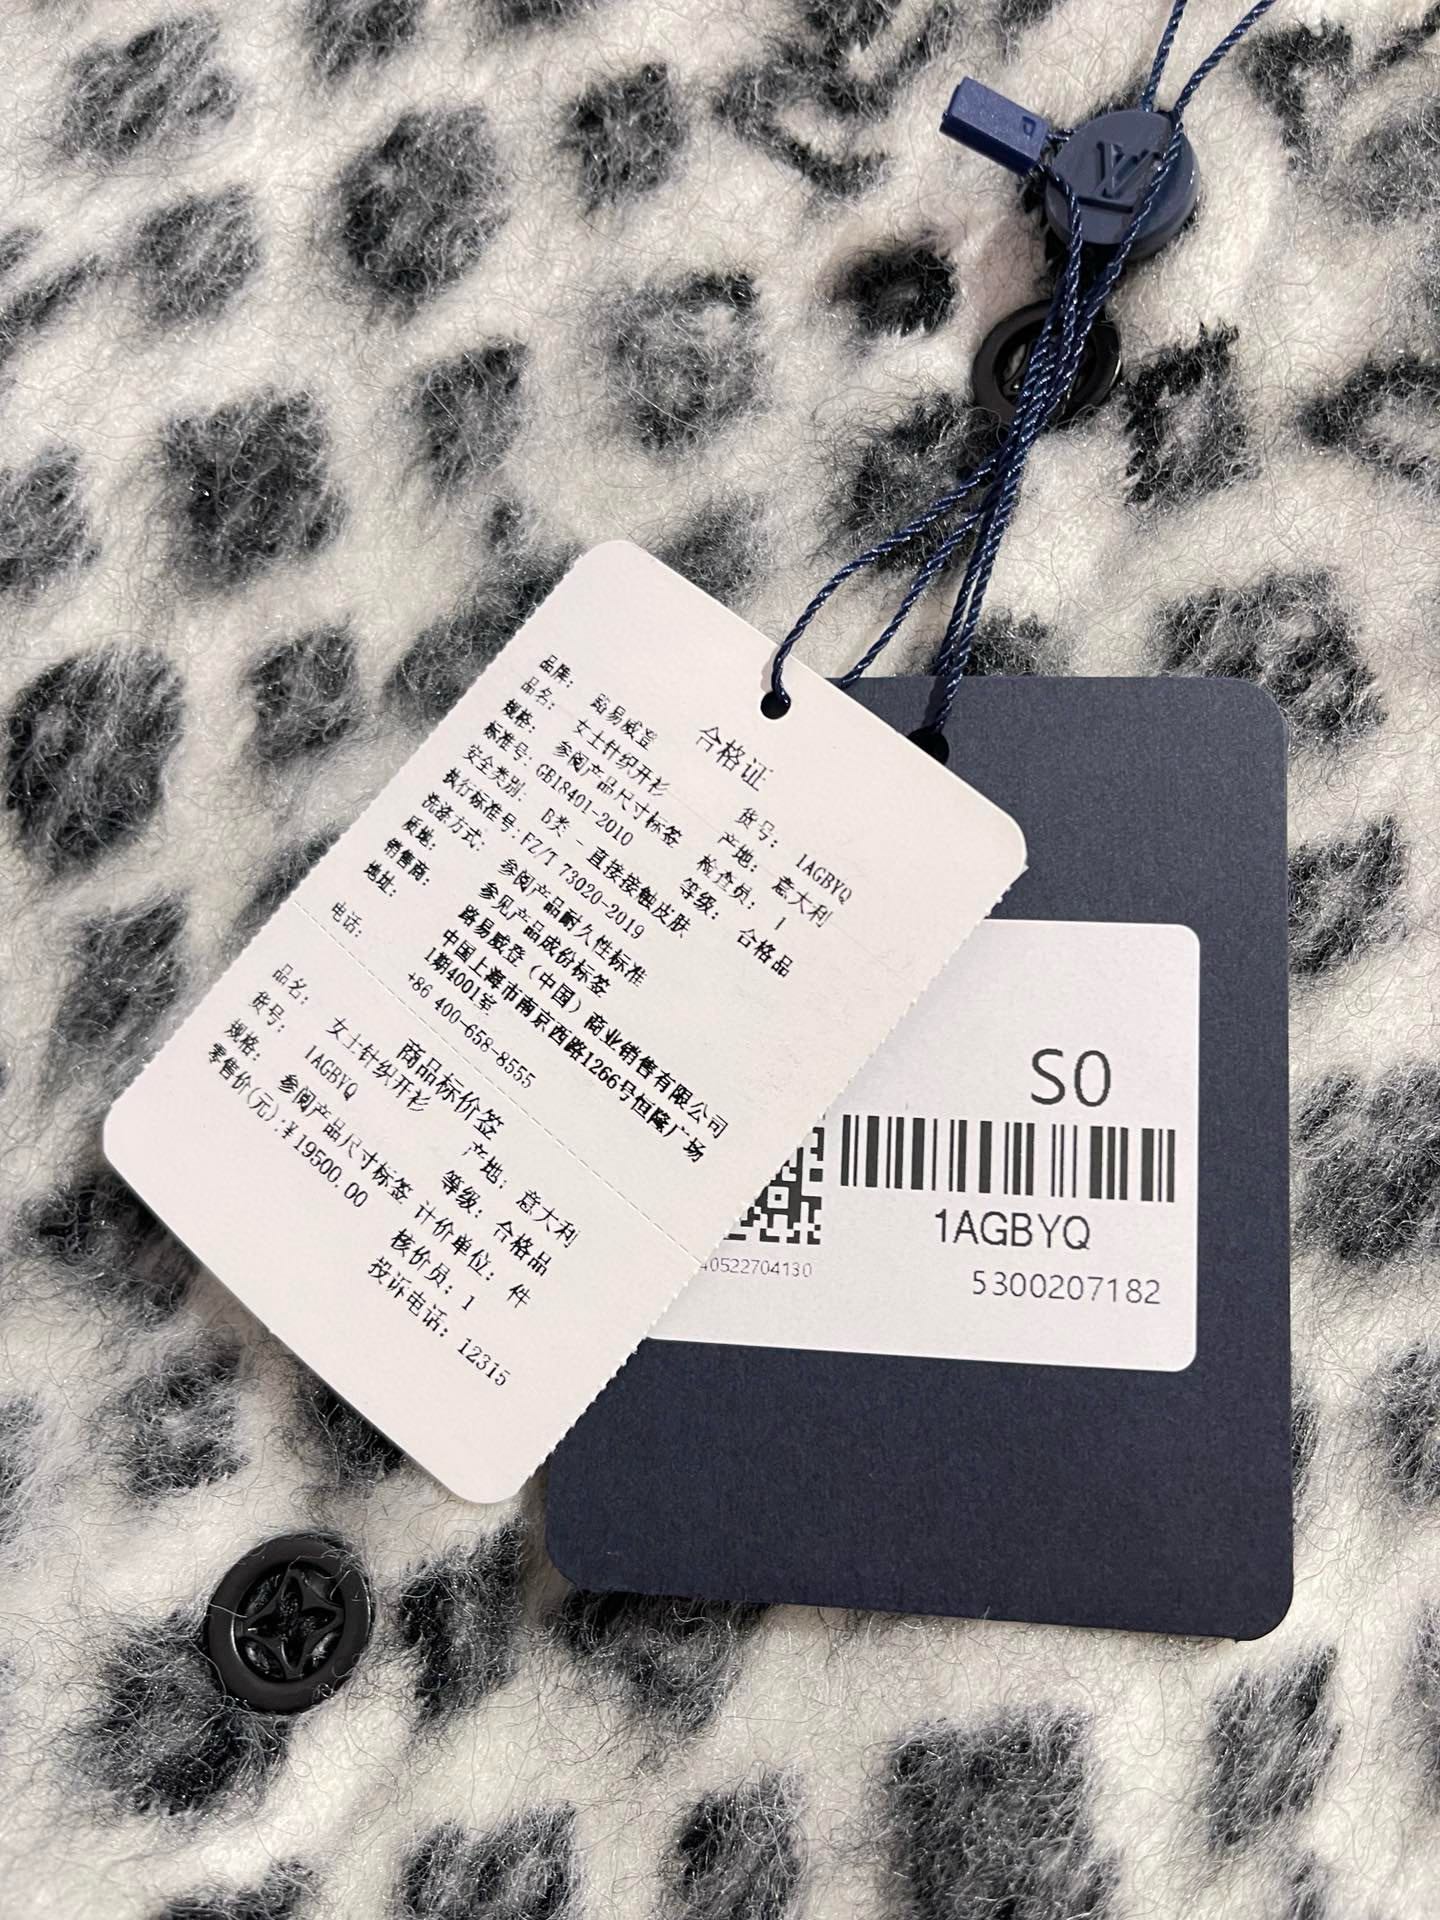 LV
合格证
品牌: 路易威登 货号: 1AGBYQ
品名: 女士针织开衫 产地: 意大利
规格: 参阅产品尺寸标签 检查员: 1
标准号: GB18401-2010 等级: 合格品
安全类别: B类 - 直接接触皮肤
执行标准号: FZ/T 73020-2019
洗涤方式: 参阅产品耐久性标准
质地: 参见产品成份标签
销售商: 路易威登(中国)商业销售有限公司
地址: 中国上海市南京西路1266号恒隆广场
1期4001室
电话: +86 400-658-8555
商品标价签
品名: 女士针织开衫 产地: 意大利
货号: 1AGBYQ 等级: 合格品
规格: 参阅产品尺寸标签 计价单位: 件
零售价(元): ¥19500.00 核价员: 1
投诉电话: 12315
S0
1AGBYQ
40522704130
5300207182